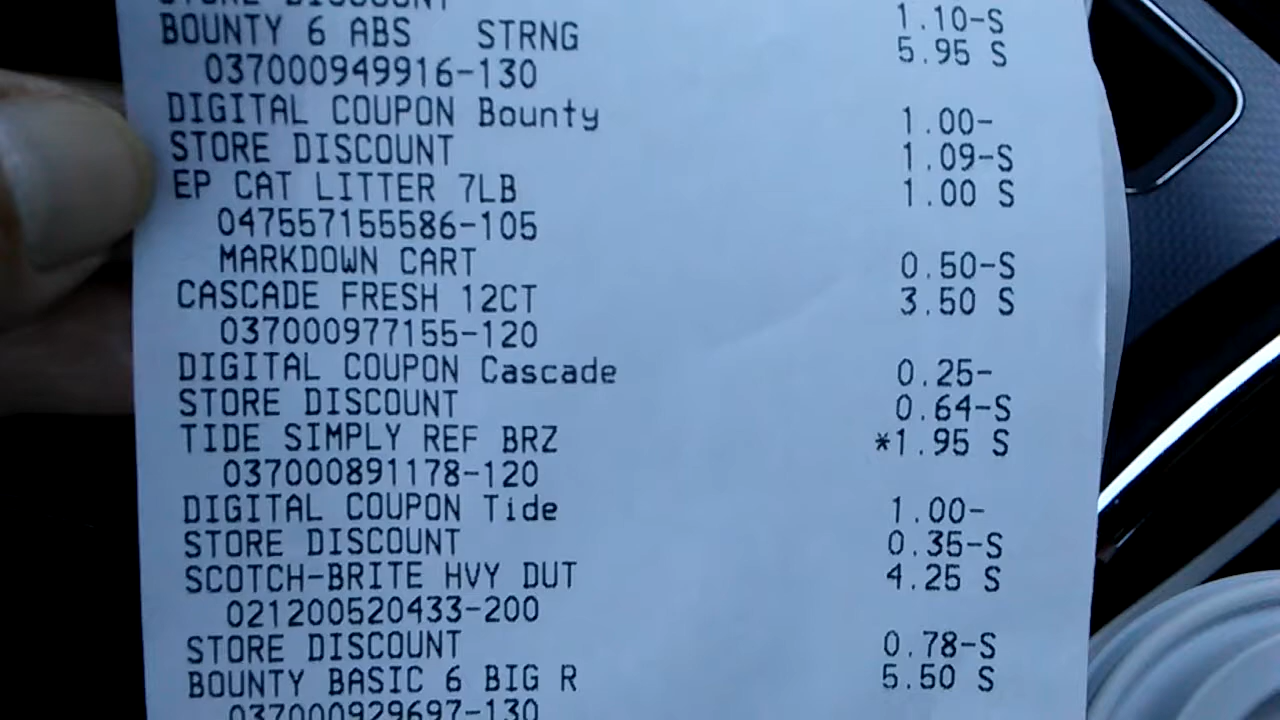 STORE DISCOUNT 1.10-S
BOUNTY 6 ABS STRNG 5.95 S
037000949916-130
DIGITAL COUPON Bounty 1.00-
STORE DISCOUNT 1.09-S
EP CAT LITTER 7LB 1.00 S
047557155586-105
MARKDOWN CART 0.50-S
CASCADE FRESH 12CT 3.50 S
037000977155-120
DIGITAL COUPON Cascade 0.25-
STORE DISCOUNT 0.64-S
TIDE SIMPLY REF BRZ *1.95 S
037000891178-120
DIGITAL COUPON Tide 1.00-
STORE DISCOUNT 0.35-S
SCOTCH-BRITE HVY DUT 4.25 S
021200520433-200
STORE DISCOUNT 0.78-S
BOUNTY BASIC 6 BIG R 5.50 S
037000929697-130